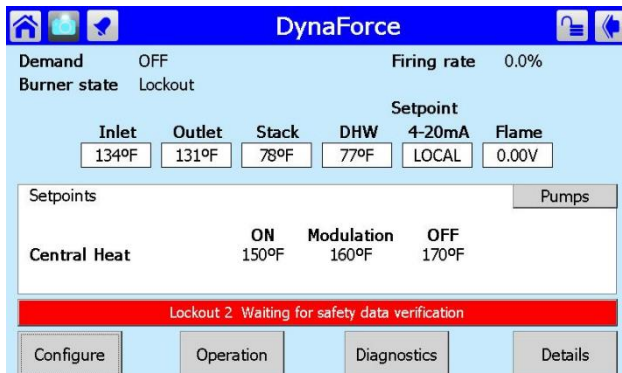 DynaForce
Demand OFF Firing rate 0.0%
Burner state Lockout
Setpoint
Inlet Outlet Stack DHW 4-20mA Flame
134ºF 131ºF 78ºF 77ºF LOCAL 0.00V
Setpoints Pumps
ON Modulation OFF
Central Heat 150ºF 160ºF 170ºF
Lockout 2 Waiting for safety data verification
Configure Operation Diagnostics Details